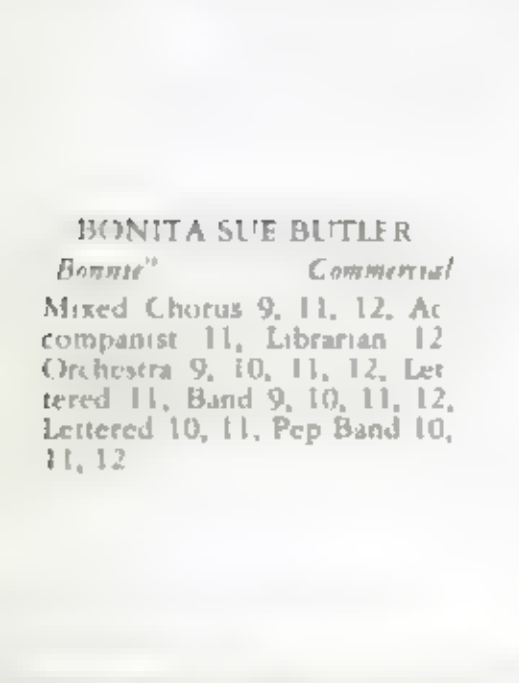 BONITA SUE BUTLER
Bonnie" Commercial
Mixed Chorus 9, 11, 12, Ac
companist 11, Librarian 12
Orchestra 9, 10, 11, 12, Let
tered 11, Band 9, 10, 11, 12,
Lettered 10, 11, Pep Band 10,
11, 12